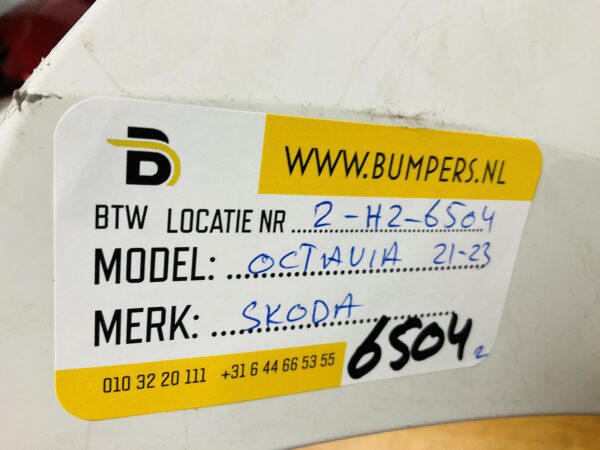 B
WWW.BUMPERS.NL
BTW LOCATIE NR 2-H2-6504
MODEL: OCTAVIA 21-23
MERK: SKODA
6504 2
010 32 20 111 +31 6 44 66 53 55